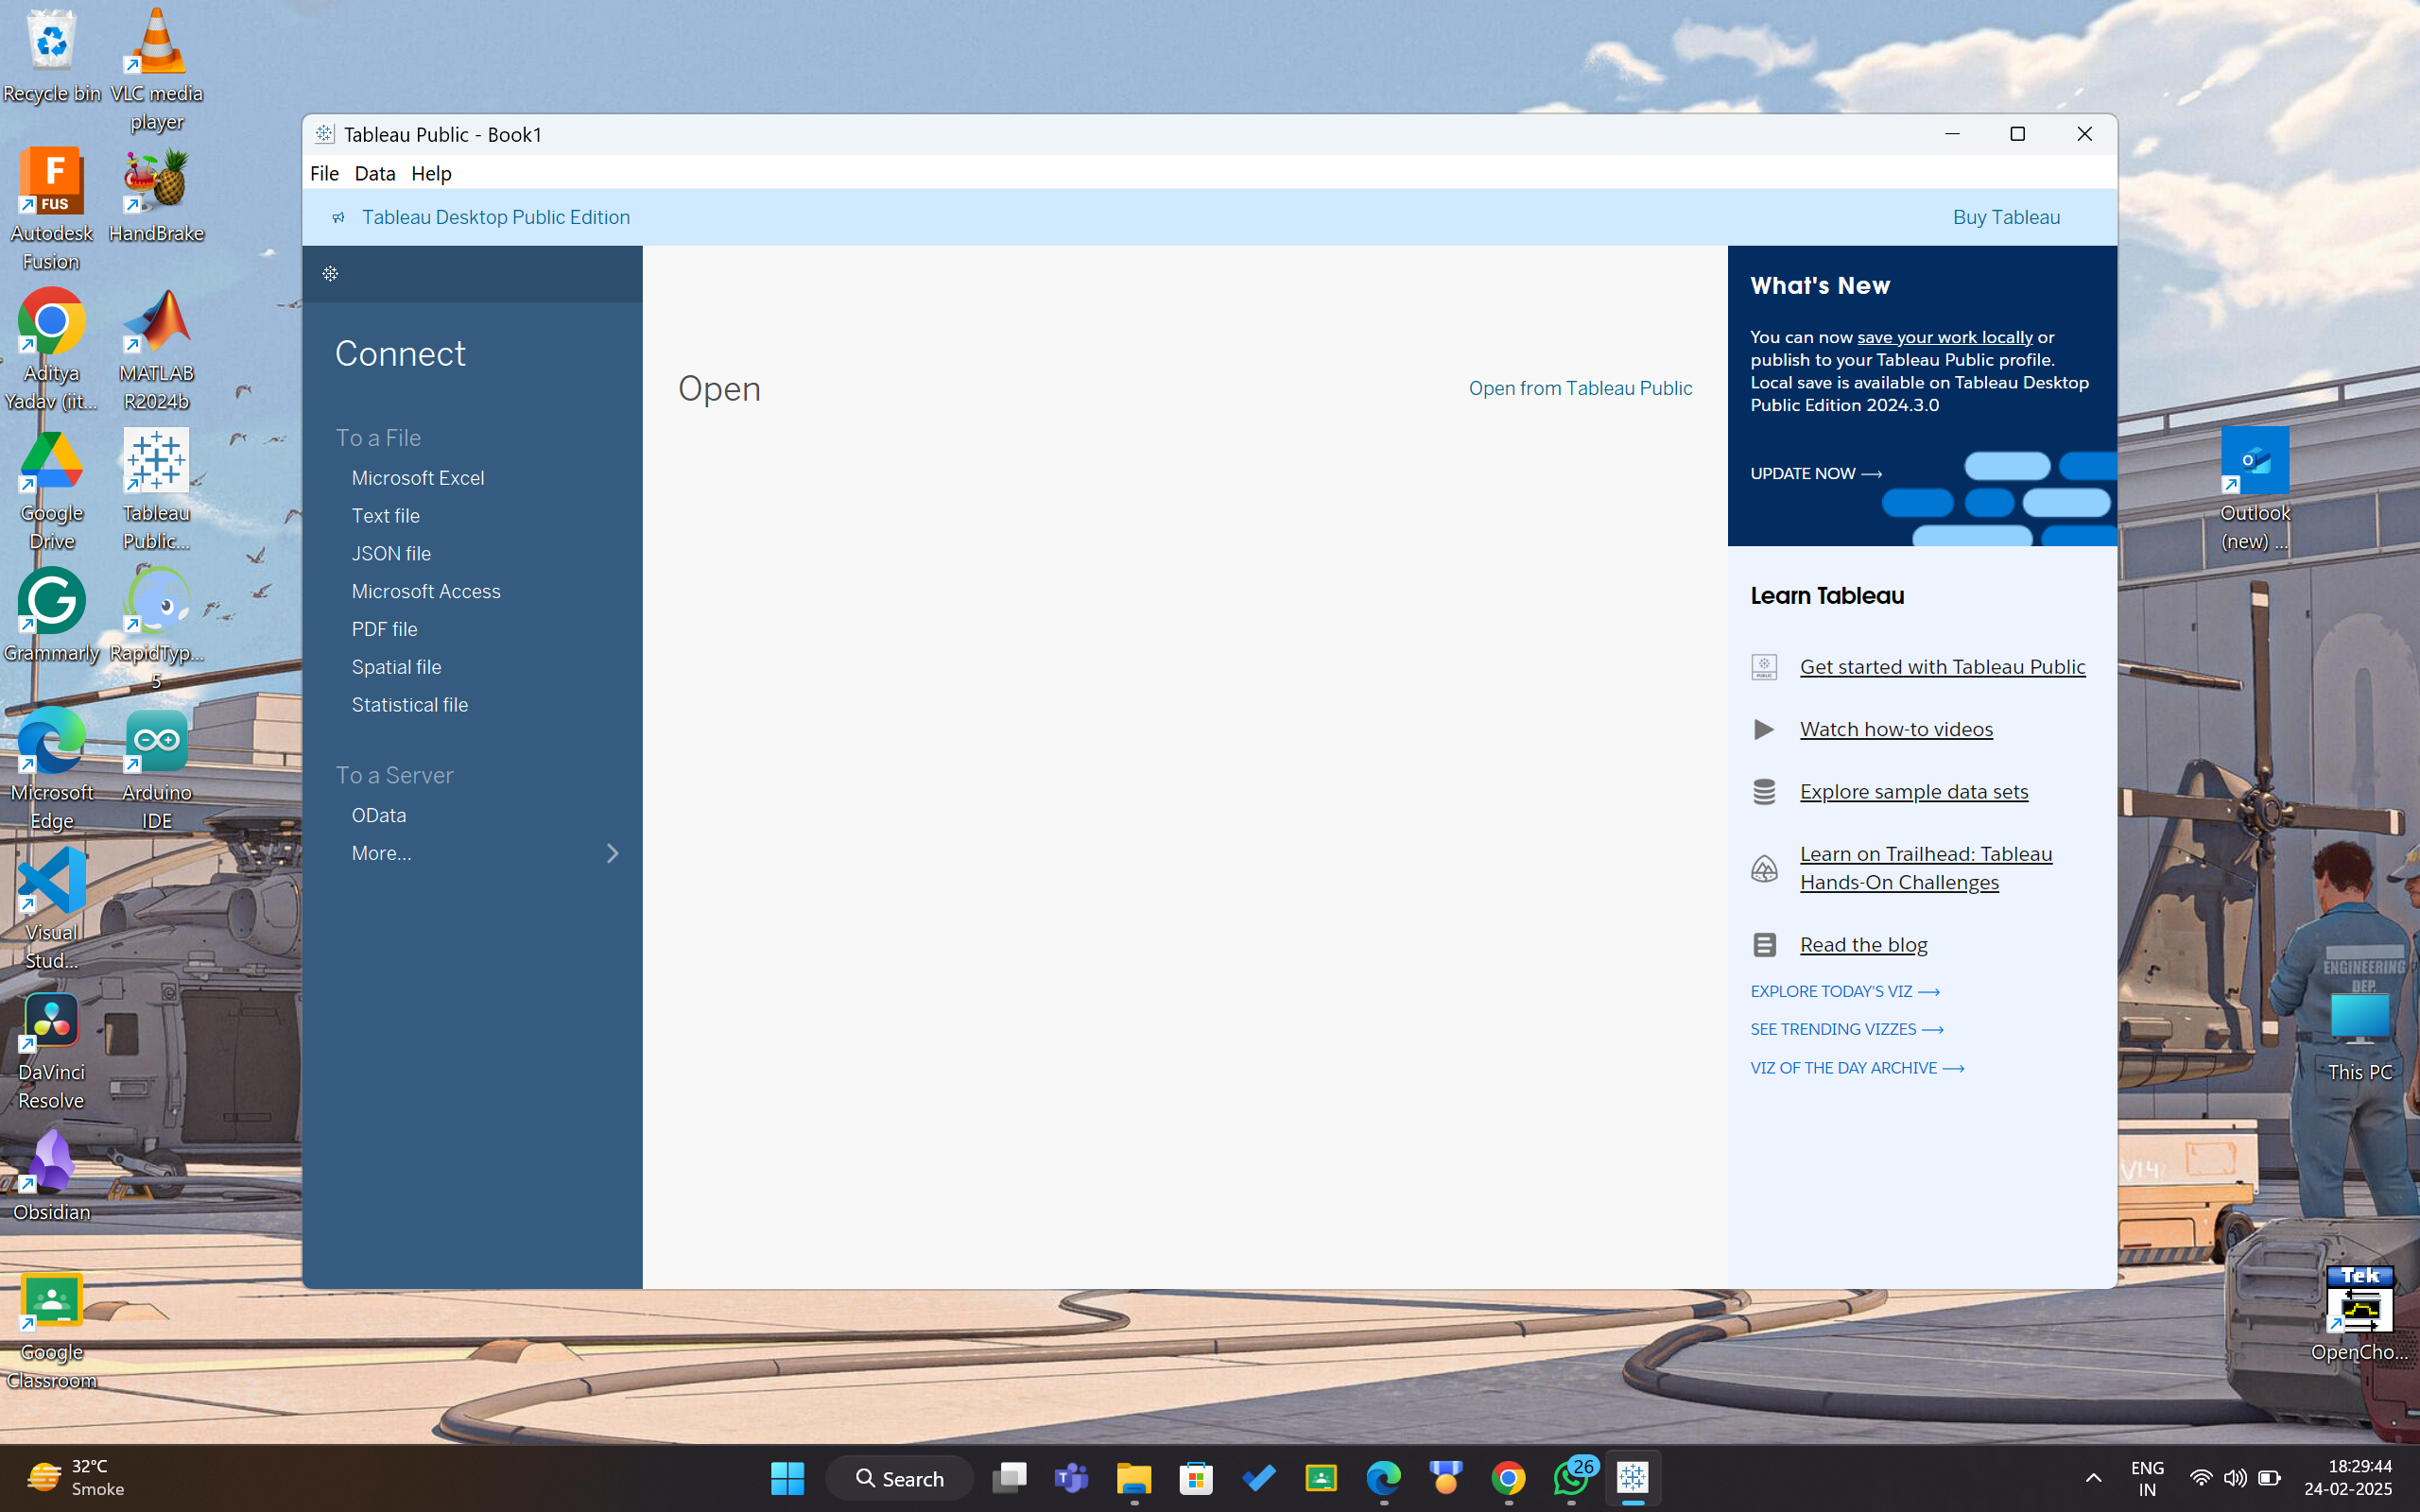 Recycle bin
VLC media
player
FUS
Autodesk
Fusion
HandBrake
Aditya
Yadav (iit...
MATLAB
R2024b
Google
Drive
Tableau
Public...
Grammarly
RapidTyp...
5
Microsoft
Edge
Arduino
IDE
Visual
Stud...
DaVinci
Resolve
Obsidian
Google
Classroom
Tableau Public - Book1
File Data Help
Tableau Desktop Public Edition
Buy Tableau
Connect
To a File
Microsoft Excel
Text file
JSON file
Microsoft Access
PDF file
Spatial file
Statistical file
To a Server
OData
More...
Open
Open from Tableau Public
What's New
You can now save your work locally or
publish to your Tableau Public profile.
Local save is available on Tableau Desktop
Public Edition 2024.3.0
UPDATE NOW →
Learn Tableau
PUBLIC
Get started with Tableau Public
Watch how-to videos
Explore sample data sets
Learn on Trailhead: Tableau
Hands-On Challenges
Read the blog
EXPLORE TODAY'S VIZ →
SEE TRENDING VIZZES →
VIZ OF THE DAY ARCHIVE →
Outlook
(new) ...
ENGINEERING
DEP.
This PC
V14
Tek
OpenCho...
32°C
Smoke
Search
26
ENG
IN
18:29:44
24-02-2025